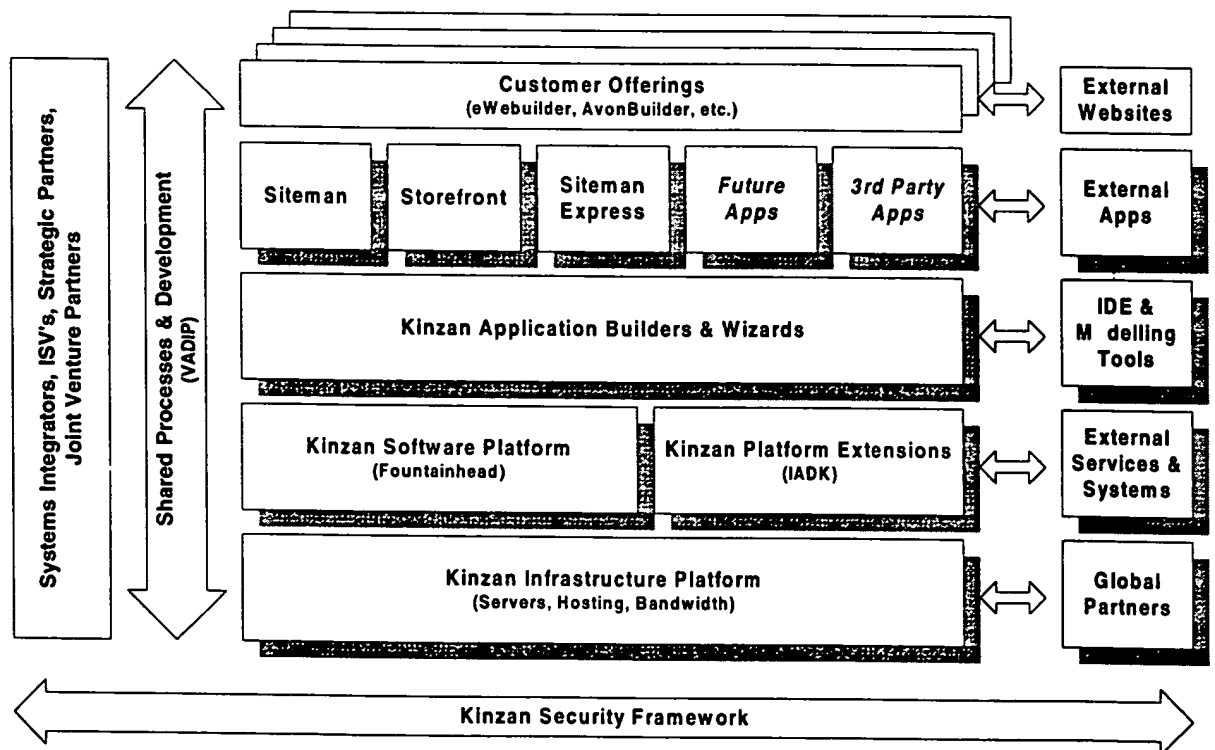 Systems Integrators, ISV's, Strategic Partners,
Joint Venture Partners
Shared Processes & Development
(VADIP)
Customer Offerings
(eWebuilder, AvonBuilder, etc.)
External
Websites
Siteman
Storefront
Siteman
Express
Future
Apps
3rd Party
Apps
External
Apps
Kinzan Application Builders & Wizards
IDE &
M delling
Tools
Kinzan Software Platform
(Fountainhead)
Kinzan Platform Extensions
(IADK)
External
Services &
Systems
Kinzan Infrastructure Platform
(Servers, Hosting, Bandwidth)
Global
Partners
Kinzan Security Framework